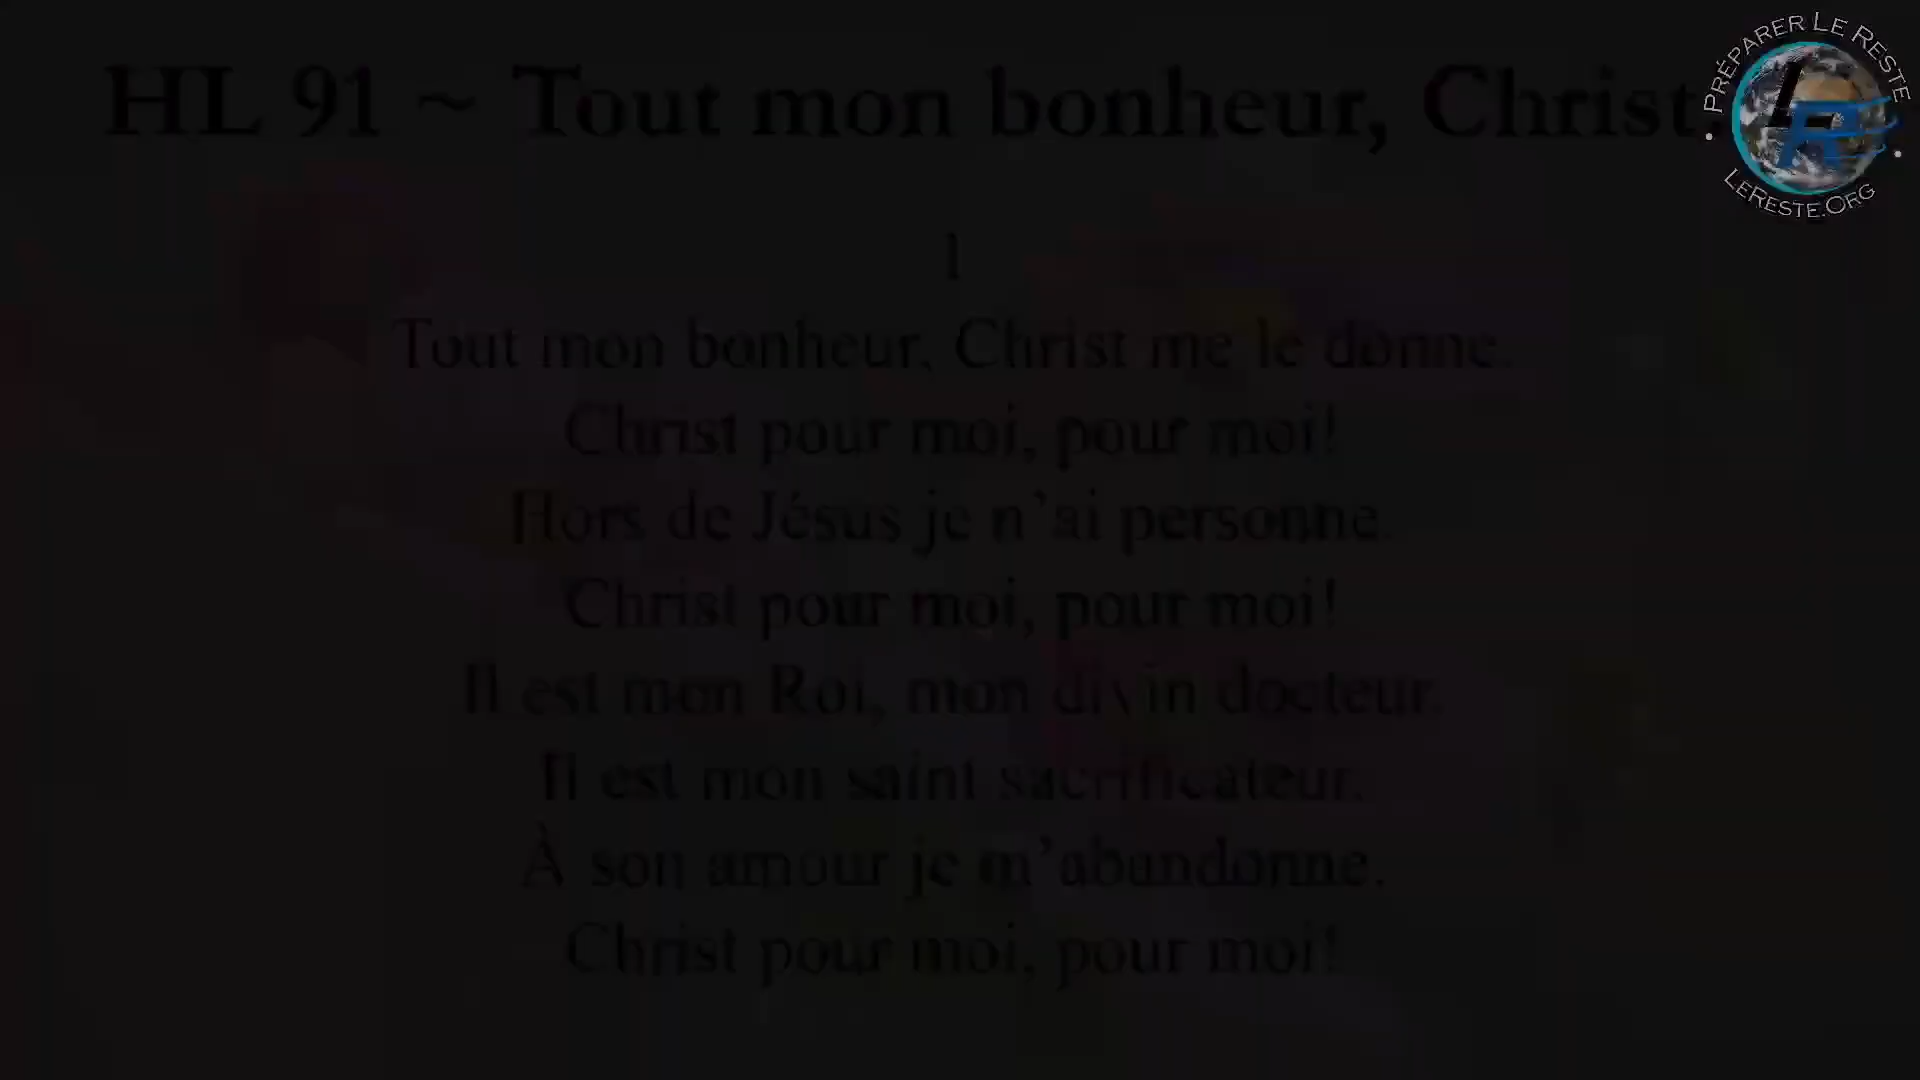 HL 91 ~ Tout mon bonheur, Christ.
PRÉPARER LE RESTE
LR
LERESTE.ORG
1
Tout mon bonheur, Christ me le donne.
Christ pour moi, pour moi!
Hors de Jésus je n’ai personne.
Christ pour moi, pour moi!
Il est mon Roi, mon divin docteur.
Il est mon saint sacrificateur.
À son amour je m’abandonne.
Christ pour moi, pour moi!